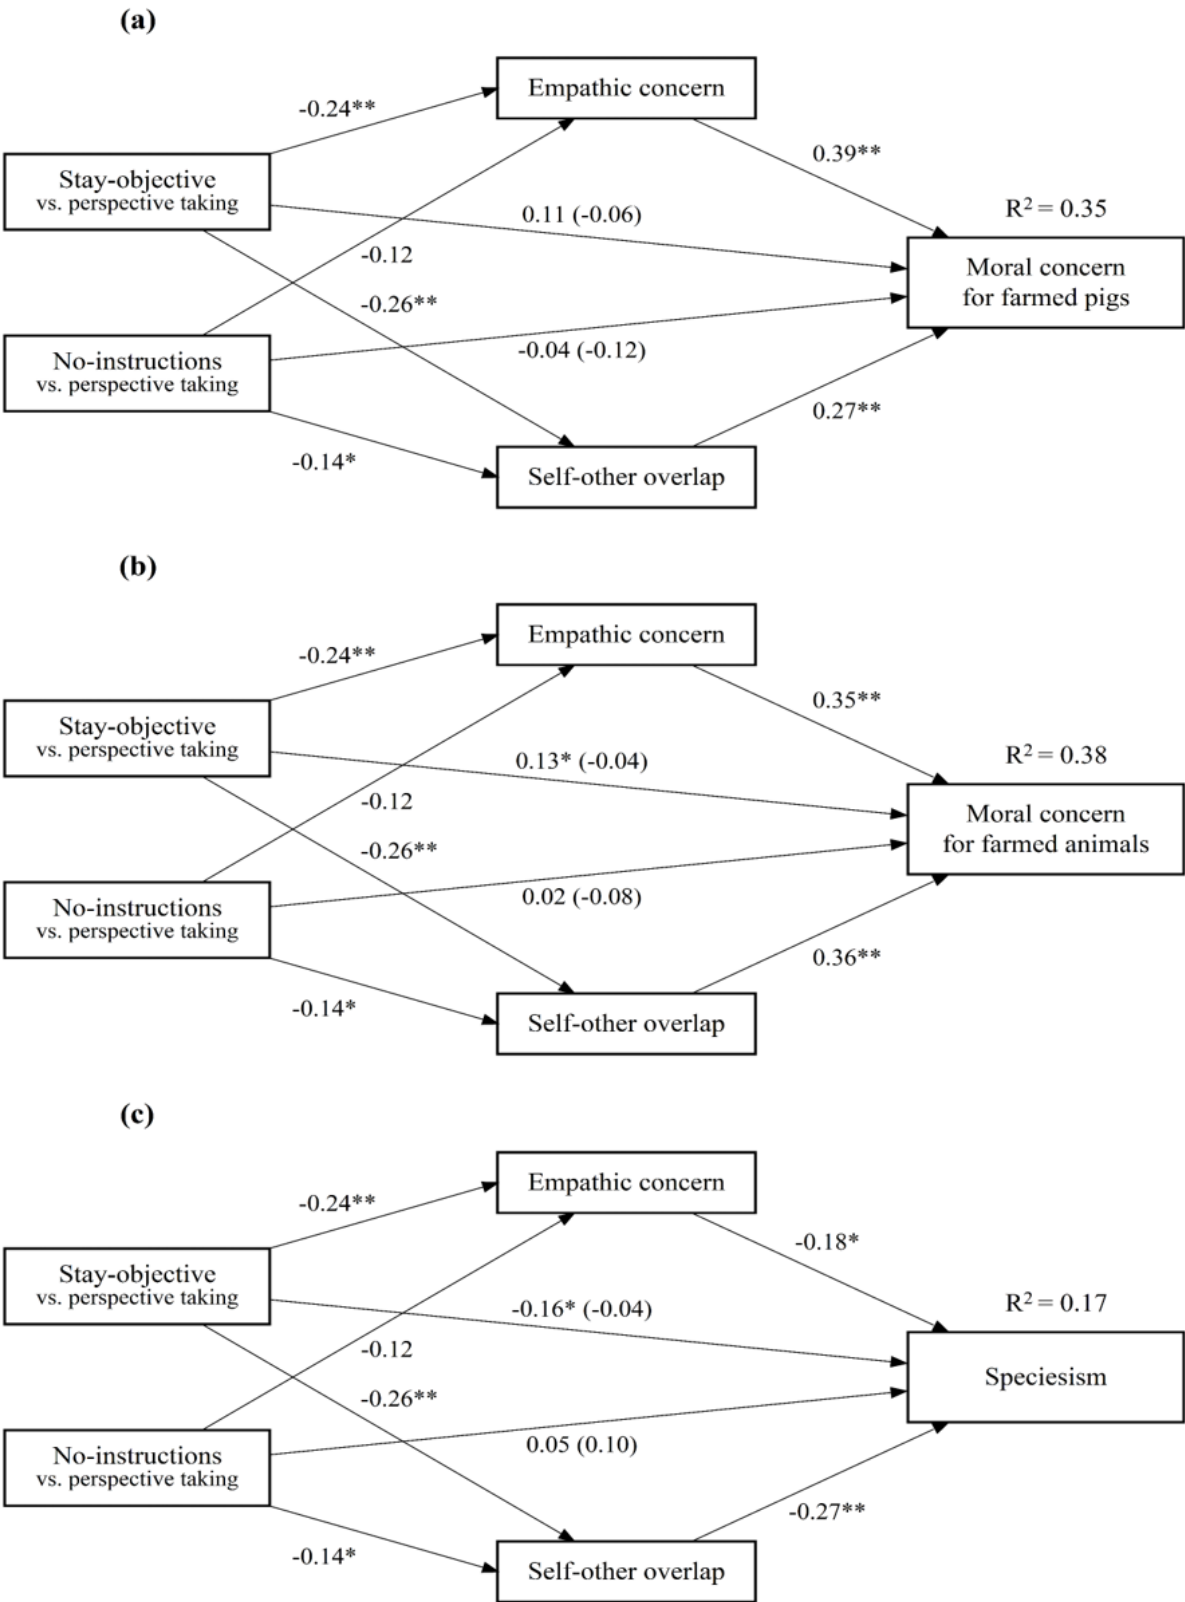 (a)
Empathic concern
-0.24**
0.39**
Stay-objective
vs. perspective taking
R² = 0.35
0.11 (-0.06)
-0.12
Moral concern
for farmed pigs
-0.26**
No-instructions
vs. perspective taking
-0.04 (-0.12)
0.27**
-0.14*
Self-other overlap
(b)
Empathic concern
-0.24**
0.35**
Stay-objective
vs. perspective taking
R² = 0.38
0.13* (-0.04)
-0.12
Moral concern
for farmed animals
-0.26**
No-instructions
vs. perspective taking
0.02 (-0.08)
0.36**
-0.14*
Self-other overlap
(c)
Empathic concern
-0.24**
-0.18*
Stay-objective
vs. perspective taking
R² = 0.17
-0.16* (-0.04)
-0.12
Speciesism
-0.26**
No-instructions
vs. perspective taking
0.05 (0.10)
-0.27**
-0.14*
Self-other overlap